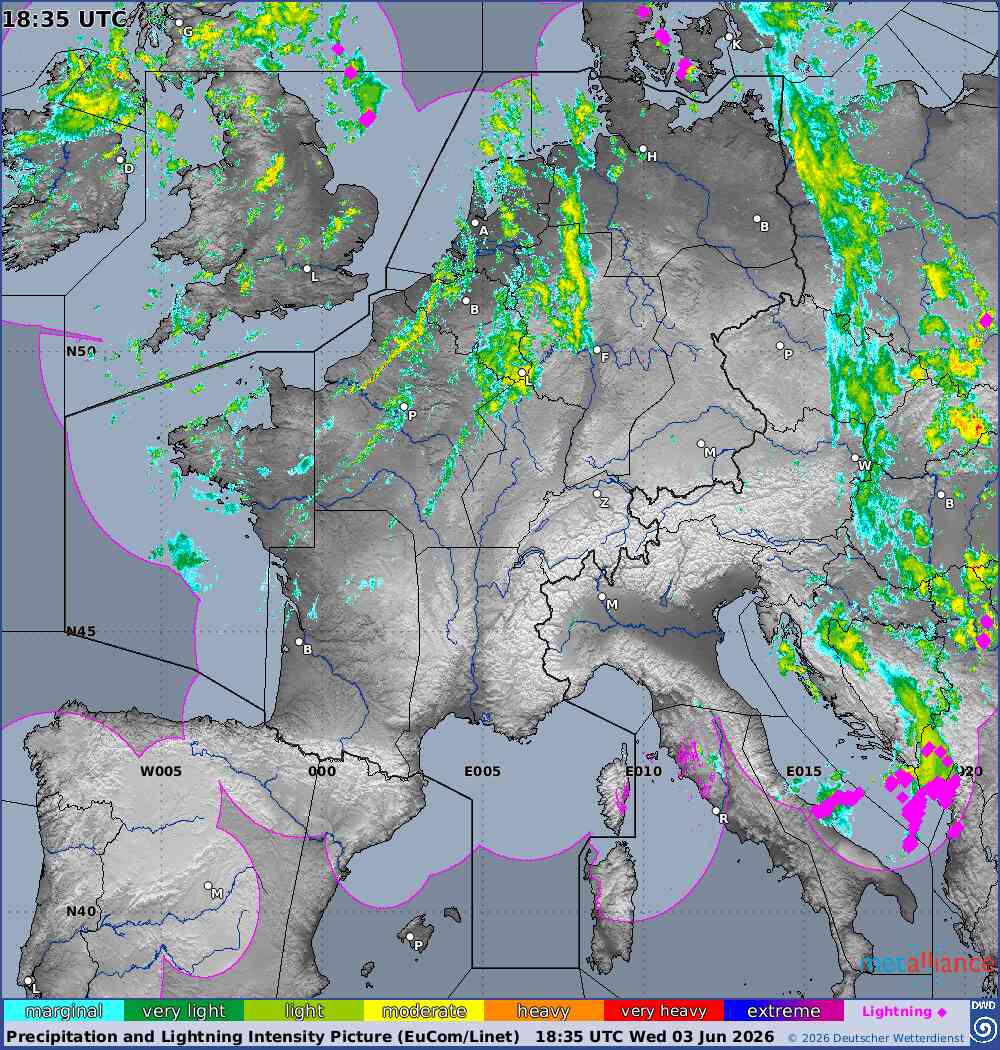 18:35 UTC
G
K
D
H
A
B
L
B
N50
F
P
L
P
M
W
Z
B
M
N45
B
W005
000
E005
E010
E015
020
R
M
N40
P
L
metalliance
marginal very light light moderate heavy very heavy extreme Lightning
DWD
Precipitation and Lightning Intensity Picture (EuCom/Linet) 18:35 UTC Wed 03 Jun 2026 © 2026 Deutscher Wetterdienst